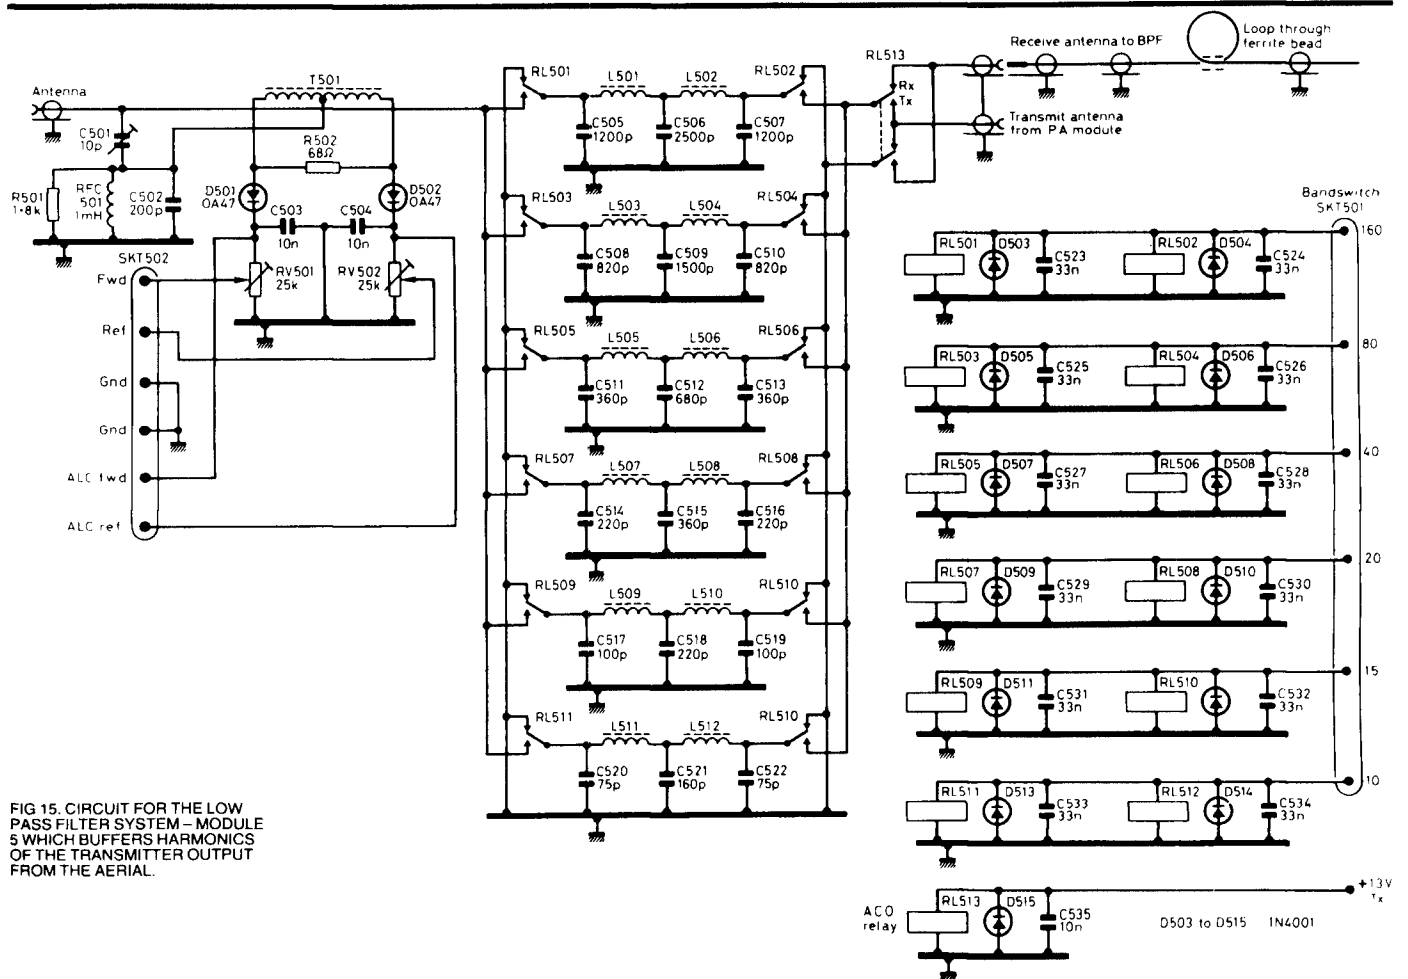 Antenna
C501
10p
R501
1·8k
RFC
501
1mH
C502
200p
T501
R502
68Ω
D501
OA47
D502
OA47
C503
10n
C504
10n
RV501
25k
RV502
25k
SKT502
Fwd
Ref
Gnd
Gnd
ALC fwd
ALC ref
RL501
L501
L502
RL502
C505
1200p
C506
2500p
C507
1200p
RL503
L503
L504
RL504
C508
820p
C509
1500p
C510
820p
RL505
L505
L506
RL506
C511
360p
C512
680p
C513
360p
RL507
L507
L508
RL508
C514
220p
C515
360p
C516
220p
RL509
L509
L510
RL510
C517
100p
C518
220p
C519
100p
RL511
L511
L512
RL510
C520
75p
C521
160p
C522
75p
RL513
Rx
Tx
Receive antenna to BPF
Loop through
ferrite bead
Transmit antenna
from PA module
Bandswitch
SKT501
RL501
D503
C523
33n
RL502
D504
C524
33n
160
RL503
D505
C525
33n
RL504
D506
C526
33n
80
RL505
D507
C527
33n
RL506
D508
C528
33n
40
RL507
D509
C529
33n
RL508
D510
C530
33n
20
RL509
D511
C531
33n
RL510
C532
33n
15
RL511
D513
C533
33n
RL512
D514
C534
33n
10
ACO
relay
RL513
D515
C535
10n
+13V
Tx
D503 to D515 1N4001
FIG 15. CIRCUIT FOR THE LOW
PASS FILTER SYSTEM – MODULE
5 WHICH BUFFERS HARMONICS
OF THE TRANSMITTER OUTPUT
FROM THE AERIAL.